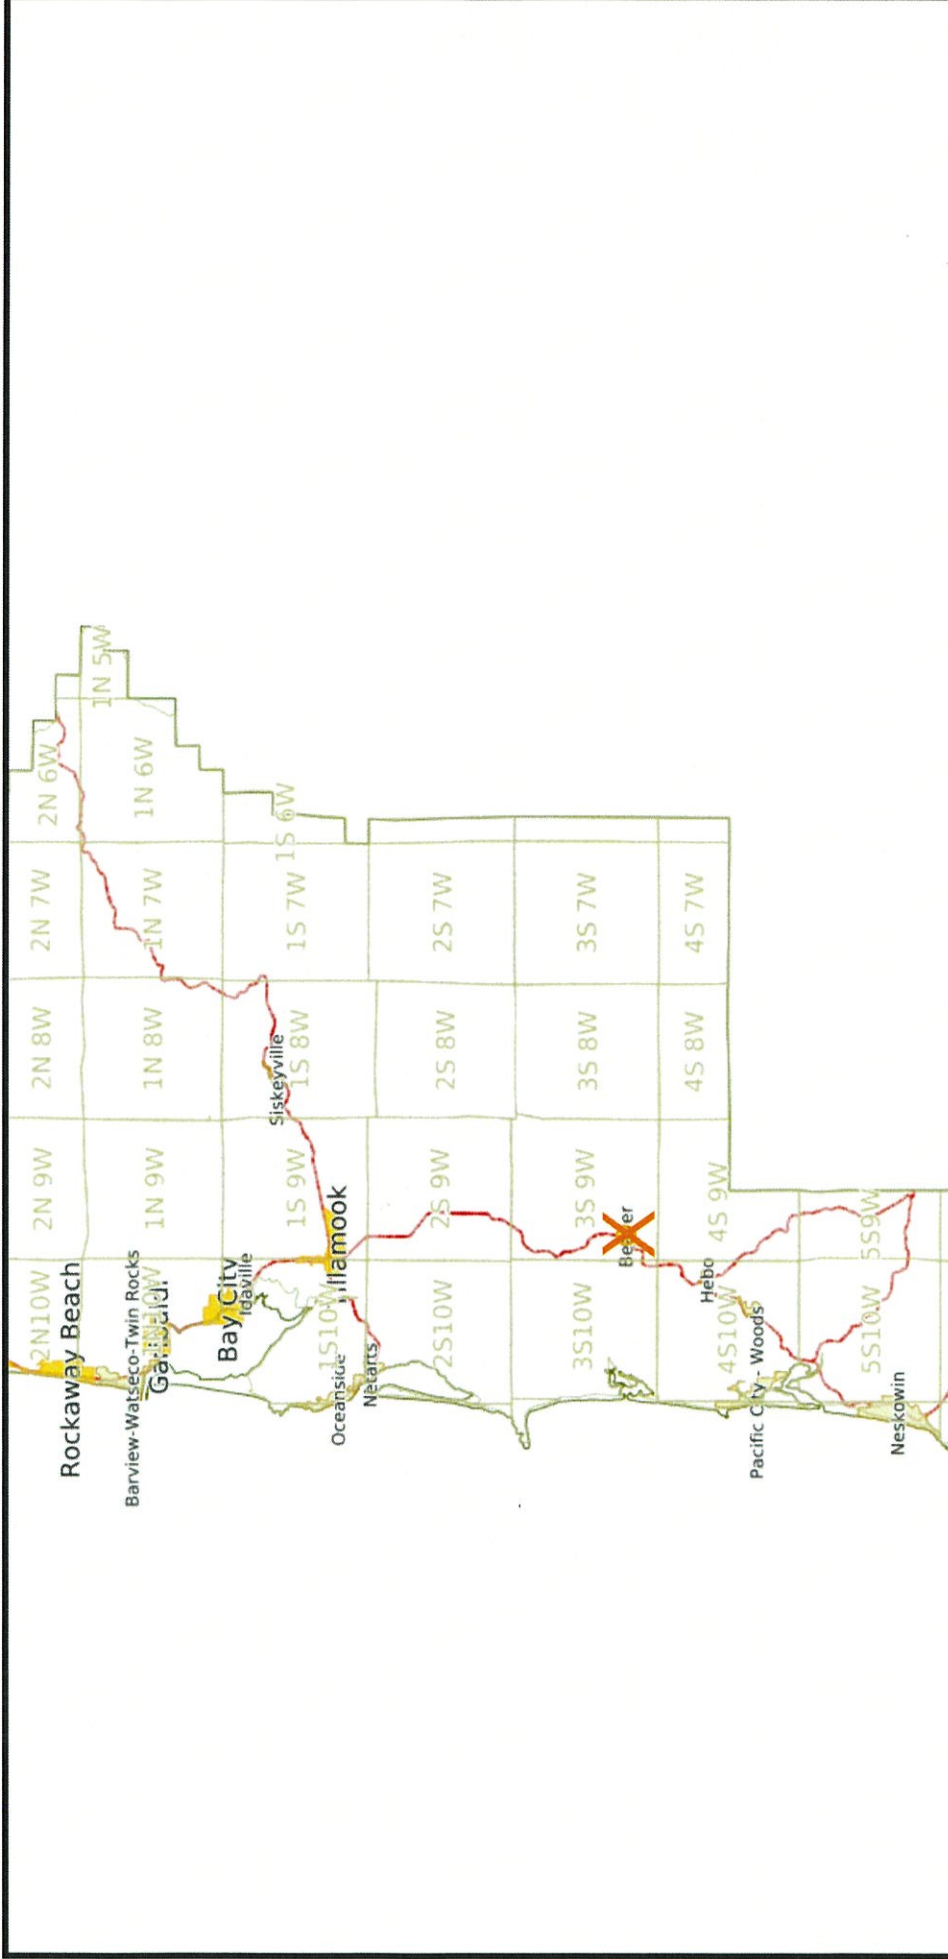 2N10W 2N 9W 2N 8W 2N 7W 2N 6W
Rockaway Beach
1N 5W
Barview-Watseco-Twin Rocks
1N 9W 1N 8W 1N 7W 1N 6W
Bay City
Idaville
Siskeyville
1S10W 1S 9W 1S 8W 1S 7W 1S 6W
Tillamook
Oceanside
Netarts
2S10W 2S 9W 2S 8W 2S 7W
3S10W 3S 9W 3S 8W 3S 7W
Hebo
4S10W 4S 9W 4S 8W 4S 7W
Pacific City - Woods
5S10W 5S9W
Neskowin